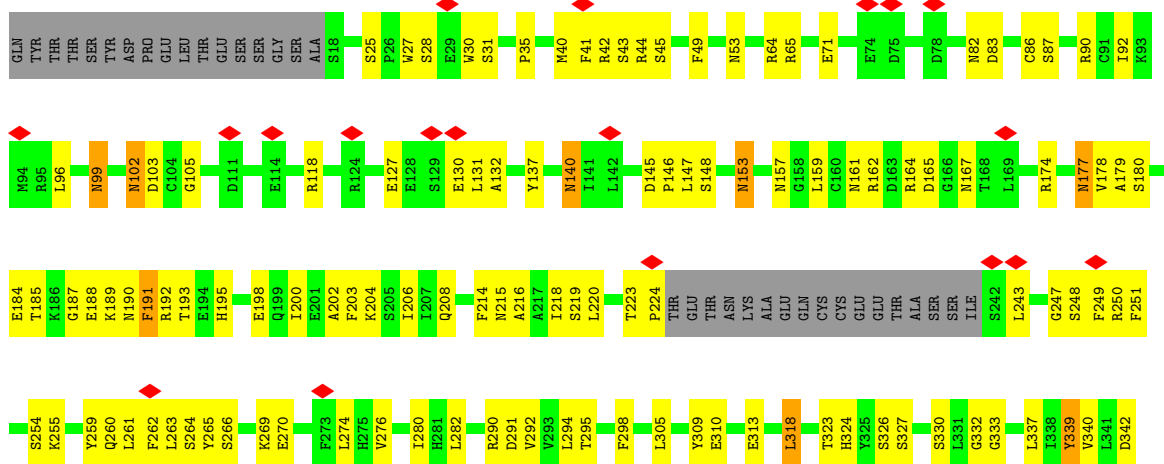 GLN TYR THR THR SER TYR ASP PRO GLU LEU THR GLU SER SER GLY SER ALA S18 S25 P26 W27 S28 E29 W30 S31 P35 M40 F41 R42 S43 R44 S45 F49 N53 R64 R65 E71 E74 D75 D78 N82 D83 C86 S87 R90 C91 I92 K93
M94 R95 L96 N99 N102 D103 C104 G105 D111 E114 R118 R124 E127 E128 S129 E130 L131 A132 Y137 N140 I141 L142 D145 P146 L147 S148 N153 N157 G158 L159 C160 N161 R162 D163 R164 D165 G166 N167 T168 L169 R174 N177 V178 A179 S180
E184 T185 K186 G187 E188 K189 N190 F191 R192 T193 E194 H195 E198 Q199 I200 E201 A202 F203 K204 S205 I206 I207 Q208 F214 N215 A216 A217 I218 S219 L220 T223 P224 THR GLU THR ASN LYS ALA GLU GLN CYS CYS GLU GLU THR ALA SER SER ILE S242 L243 G247 S248 F249 R250 F251
S254 K255 Y259 Q260 L261 F262 L263 S264 Y265 S266 K269 E270 F273 L274 H275 V276 I280 H281 L282 R290 D291 V292 V293 L294 T295 F298 L305 Y309 E310 E313 L318 T323 H324 Y325 S326 S327 S330 L331 G332 G333 L337 I338 Y339 V340 L341 D342